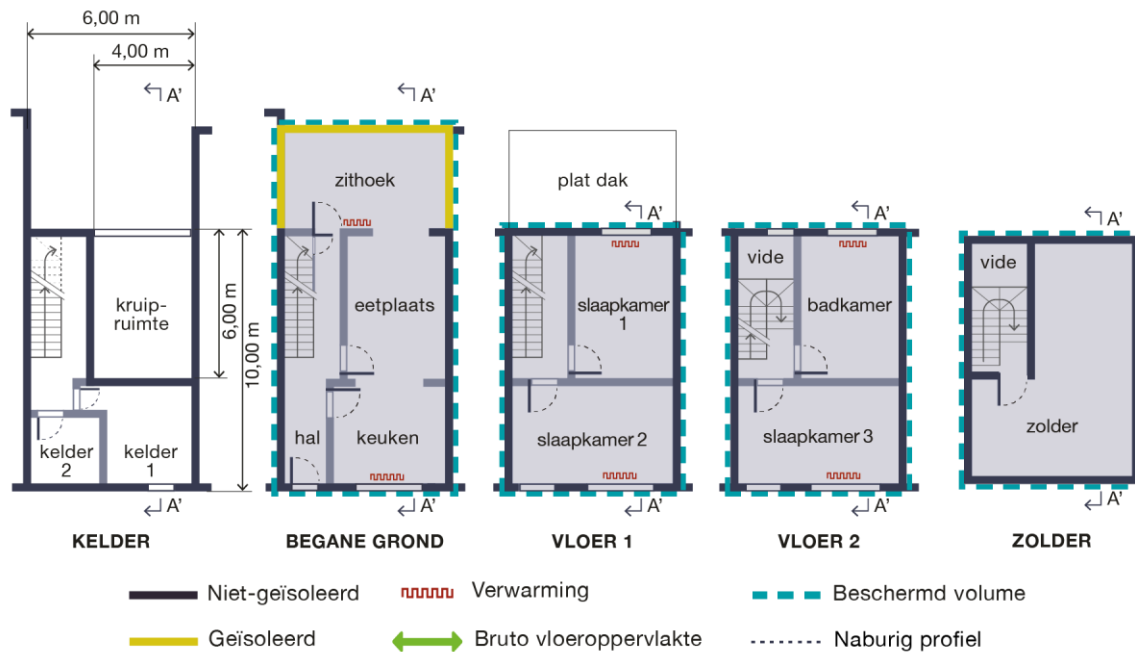 6,00 m
4,00 m
A'
A'
zithoek
plat dak
A'
A'
A'
kruip-
ruimte
6,00 m
10,00 m
eetplaats
slaapkamer
1
vide
badkamer
vide
kelder
2
kelder
1
hal
keuken
slaapkamer 2
slaapkamer 3
zolder
A'
A'
A'
A'
A'
KELDER
BEGANE GROND
VLOER 1
VLOER 2
ZOLDER
Niet-geïsoleerd
Verwarming
Beschermd volume
Geïsoleerd
Bruto vloeroppervlakte
Naburig profiel